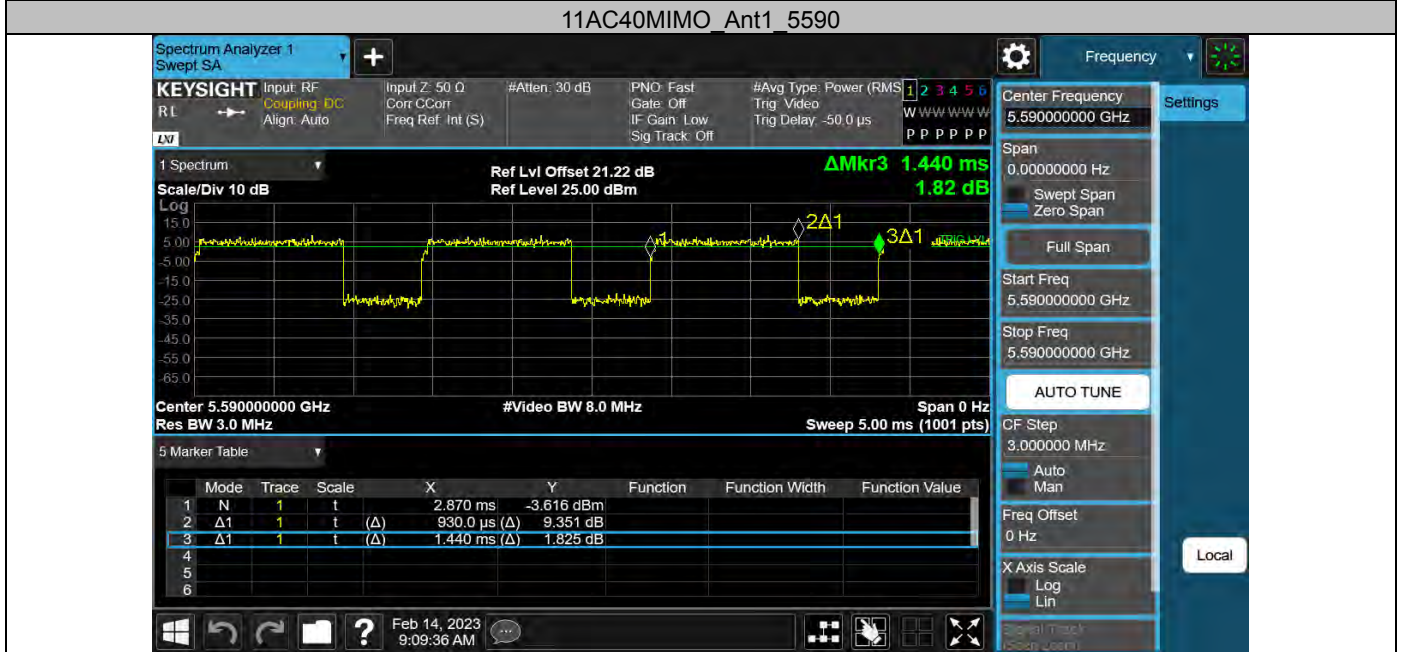 11AC40MIMO_Ant1_5590
Spectrum Analyzer 1
Swept SA
+
Frequency
KEYSIGHT
RL
LXI
Input: RF
Coupling: DC
Align: Auto
Input Z: 50 Ω
Corr CCorr
Freq Ref: Int (S)
#Atten: 30 dB
PNO: Fast
Gate: Off
IF Gain: Low
Sig Track: Off
#Avg Type: Power (RMS
Trig: Video
Trig Delay: -50.0 µs
1 2 3 4 5 6
W W W W W W
P P P P P P
1 Spectrum
Scale/Div 10 dB
Log
Ref Lvl Offset 21.22 dB
Ref Level 25.00 dBm
ΔMkr3 1.440 ms
1.82 dB
15.0
5.00
-5.00
-15.0
-25.0
-35.0
-45.0
-55.0
-65.0
1
2Δ1
3Δ1
TRIG LVL
Center 5.590000000 GHz
#Video BW 8.0 MHz
Span 0 Hz
Res BW 3.0 MHz
Sweep 5.00 ms (1001 pts)
5 Marker Table
Mode Trace Scale X Y Function Function Width Function Value
1 N 1 t 2.870 ms -3.616 dBm
2 Δ1 1 t (Δ) 930.0 µs (Δ) 9.351 dB
3 Δ1 1 t (Δ) 1.440 ms (Δ) 1.825 dB
4
5
6
?
Feb 14, 2023
9:09:36 AM
Center Frequency
5.590000000 GHz
Span
0.00000000 Hz
Swept Span
Zero Span
Full Span
Start Freq
5.590000000 GHz
Stop Freq
5.590000000 GHz
AUTO TUNE
CF Step
3.000000 MHz
Auto
Man
Freq Offset
0 Hz
X Axis Scale
Log
Lin
Signal Track
(Span Zoom)
Settings
Local